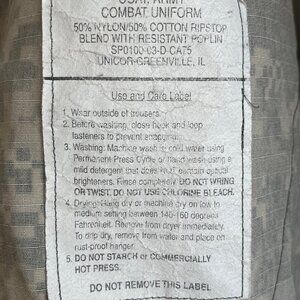 COAT, ARMY
COMBAT UNIFORM
50% NYLON/50% COTTON RIPSTOP
BLEND WITH RESISTANT POPLIN
SP0100-03-D-CA75
UNICOR-GREENVILLE, IL
Use and Care Label
1. Wear outside of trousers.
2. Before washing, close hook and loop
fasteners to prevent
3. Washing: Machine wash in cold water using
Permanent Press Cycle or Hand wash using a
mild detergent that does NOT contain optical
brighteners. Rinse completely. DO NOT WRING
OR TWIST. DO NOT USE CHLORINE BLEACH.
4. Drying: Hang dry or machine dry on low to
medium setting between 140-160 degrees
Fahrenheit. Remove from dryer immediately.
To drip dry, remove from water and place on
rust-proof hanger.
5. DO NOT STARCH or COMMERCIALLY
HOT PRESS.
DO NOT REMOVE THIS LABEL